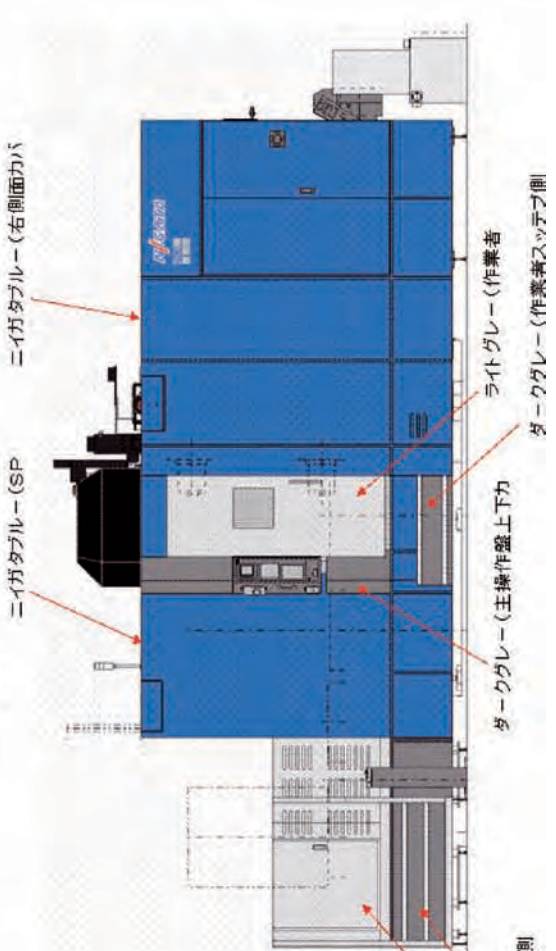 ニイガタブルー(SP
ニイガタブルー(右側面カバ
NIIGATA
ダークグレー(主操作盤上下カ
ライトグレー(作業者
ダークグレー(作業者スッテプ側
側